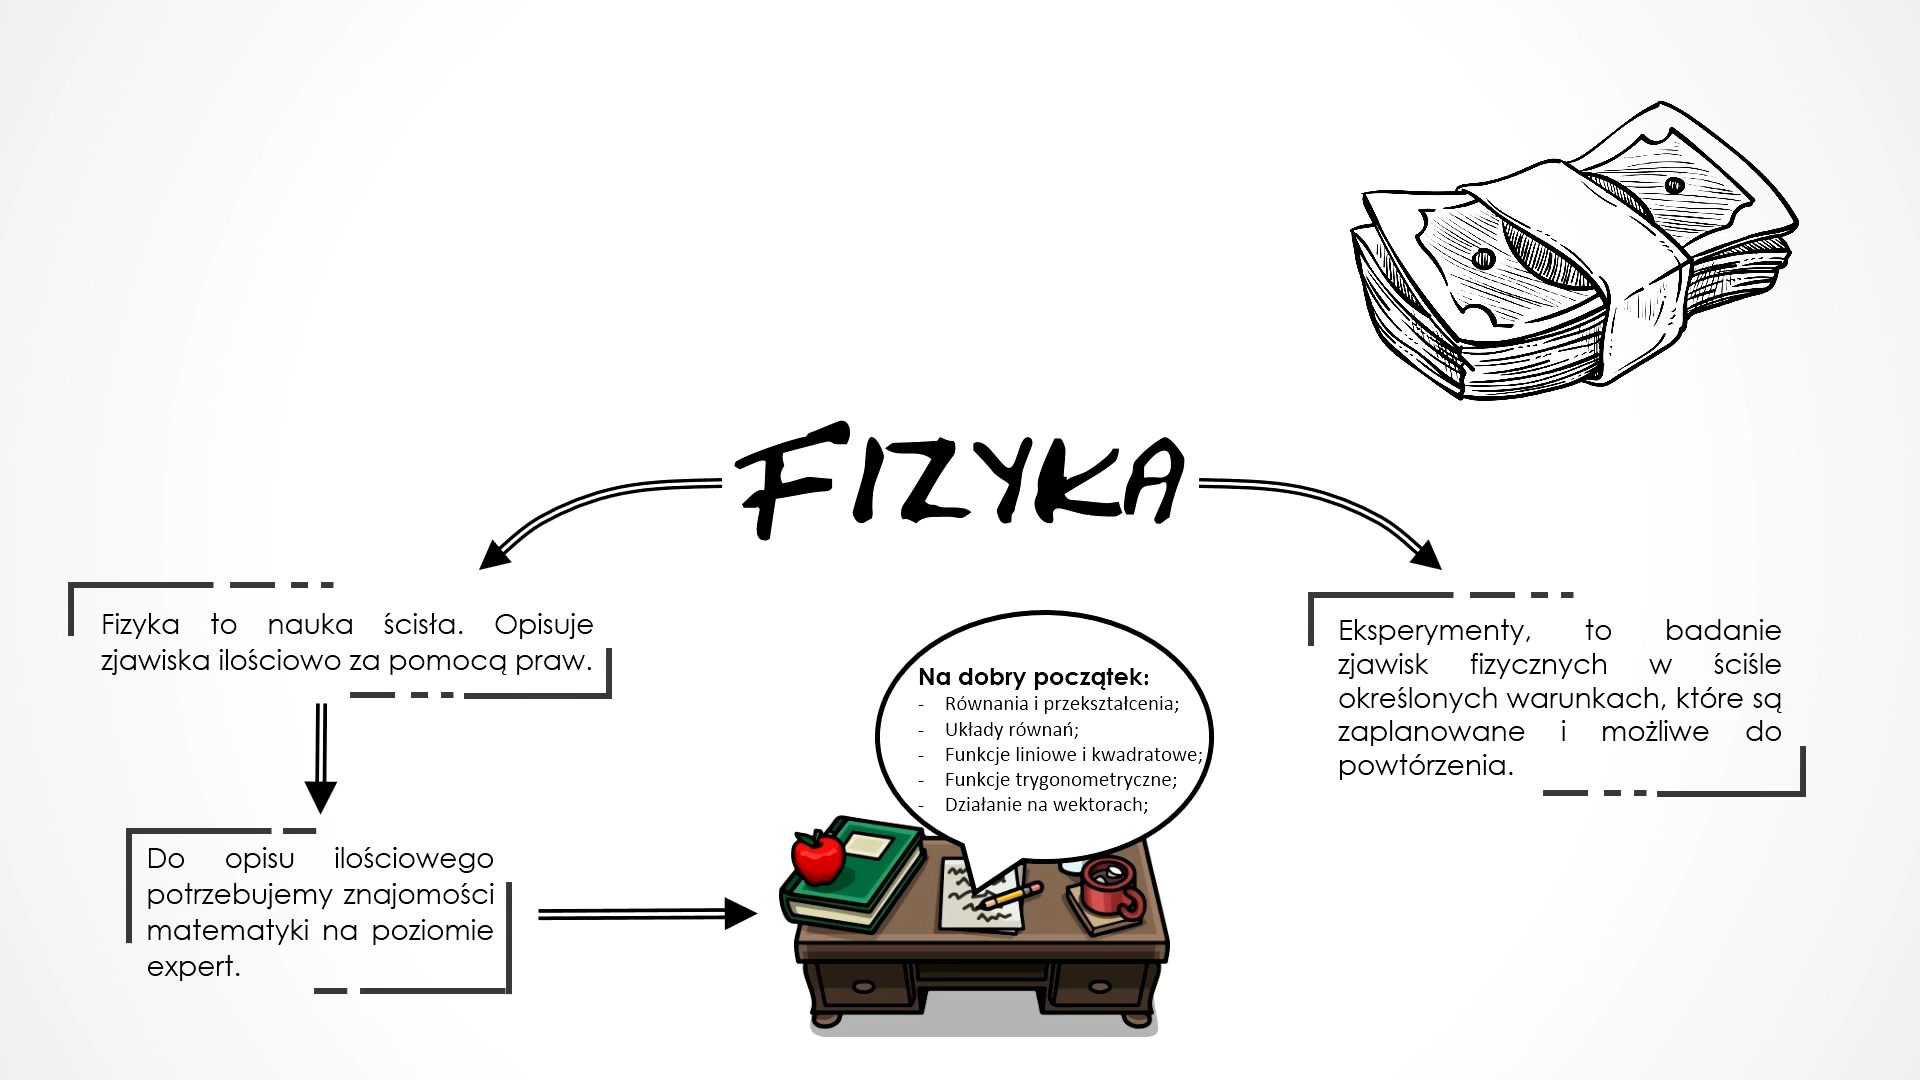 FIZYKA
Fizyka to nauka ścisła. Opisuje
zjawiska ilościowo za pomocą praw.
Do opisu ilościowego
potrzebujemy znajomości
matematyki na poziomie
expert.
Na dobry początek:
- Równania i przekształcenia;
- Układy równań;
- Funkcje liniowe i kwadratowe;
- Funkcje trygonometryczne;
- Działanie na wektorach;
Eksperymenty, to badanie
zjawisk fizycznych w ściśle
określonych warunkach, które są
zaplanowane i możliwe do
powtórzenia.